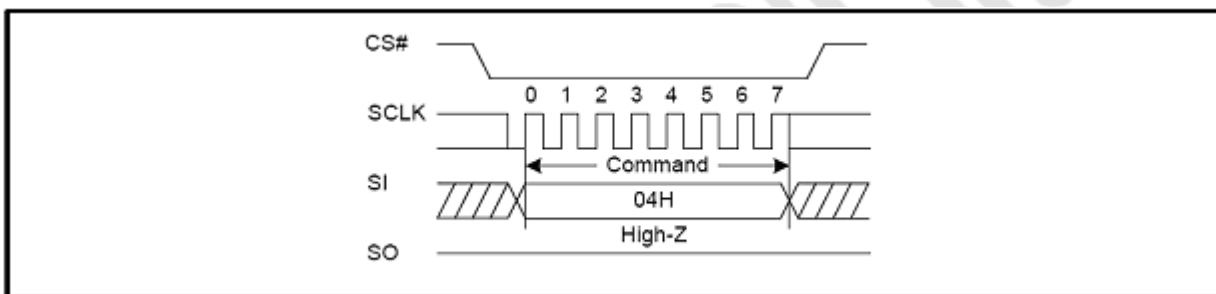 CS#
0 1 2 3 4 5 6 7
SCLK
Command
SI
04H
High-Z
SO